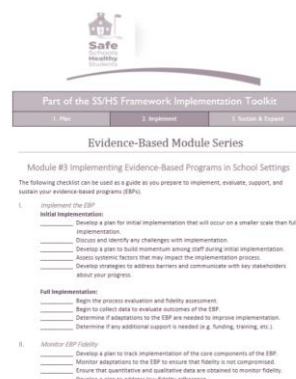 Safe
Schools
Healthy
Students
Part of the SS/HS Framework Implementation Toolkit
1. Plan
2. Implement
3. Sustain & Expand
Evidence-Based Module Series
Module #3 Implementing Evidence-Based Programs in School Settings
The following checklist can be used as a guide as you prepare to implement, evaluate, support, and
sustain your evidence-based programs (EBPs).
I. Implement the EBP
Initial Implementation:
Develop a plan for initial implementation that will occur on a smaller scale than full
implementation.
Discuss and identify any challenges with implementation.
Develop a plan to build momentum among staff during initial implementation.
Assess systemic factors that may impact the implementation process.
Develop strategies to address barriers and communicate with key stakeholders
about your progress.
Full Implementation:
Begin the process evaluation and fidelity assessment.
Begin to collect data to evaluate outcomes of the EBP.
Determine if adaptations to the EBP are needed to improve implementation.
Determine if any additional support is needed (e.g. funding, training, etc.).
II. Monitor EBP Fidelity
Develop a plan to track implementation of the core components of the EBP.
Monitor adaptations to the EBP to ensure that fidelity is not compromised.
Ensure that quantitative and qualitative data are obtained to monitor fidelity.
Develop a plan to address low fidelity adherence.